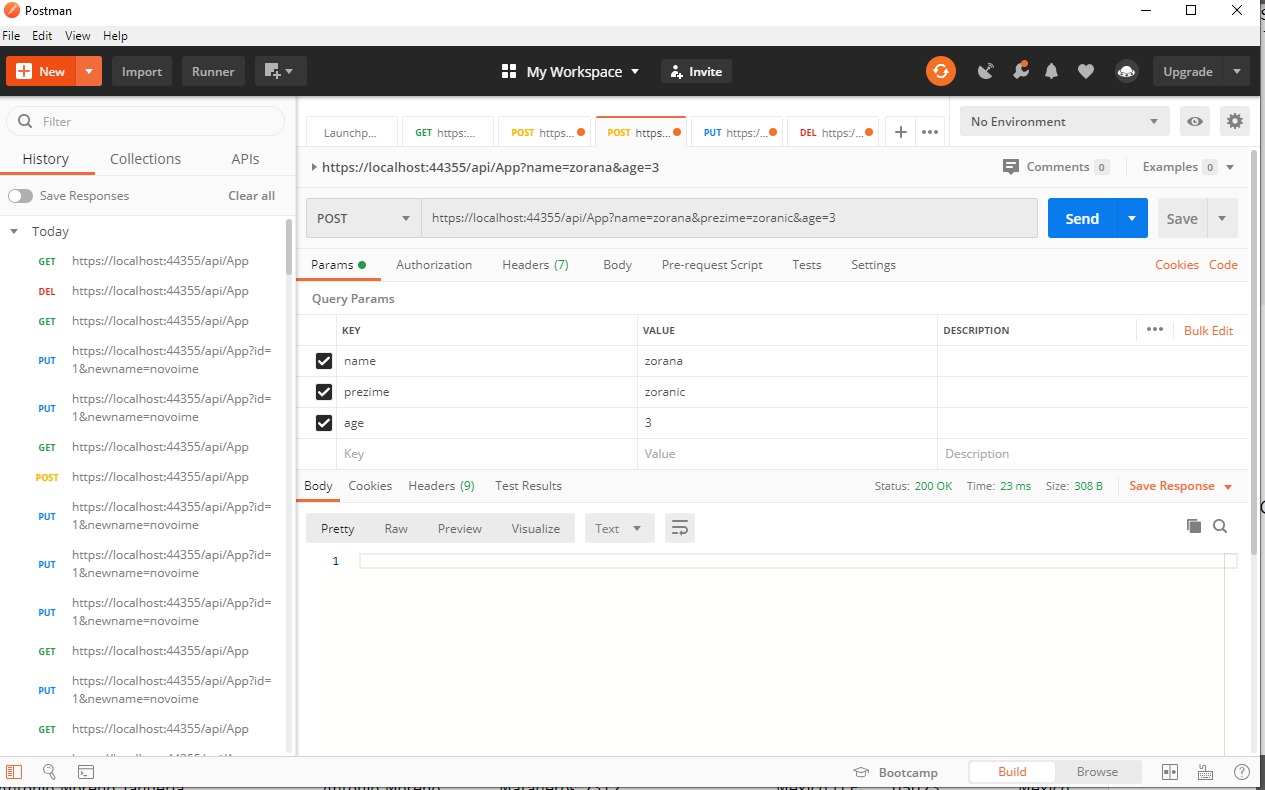 Postman
File Edit View Help
New Import Runner My Workspace Invite Upgrade
Filter
History Collections APIs
Save Responses Clear all
Today
GET https://localhost:44355/api/App
DEL https://localhost:44355/api/App
GET https://localhost:44355/api/App
PUT https://localhost:44355/api/App?id=
1&newname=novoime
PUT https://localhost:44355/api/App?id=
1&newname=novoime
GET https://localhost:44355/api/App
POST https://localhost:44355/api/App
PUT https://localhost:44355/api/App?id=
1&newname=novoime
PUT https://localhost:44355/api/App?id=
1&newname=novoime
PUT https://localhost:44355/api/App?id=
1&newname=novoime
GET https://localhost:44355/api/App
PUT https://localhost:44355/api/App?id=
1&newname=novoime
GET https://localhost:44355/api/App
Launchp... GET https:... POST https... POST https... PUT https:/... DEL https:/... No Environment
https://localhost:44355/api/App?name=zorana&age=3 Comments 0 Examples 0
POST https://localhost:44355/api/App?name=zorana&prezime=zoranic&age=3 Send Save
Params Authorization Headers (7) Body Pre-request Script Tests Settings Cookies Code
Query Params
KEY VALUE DESCRIPTION Bulk Edit
name zorana
prezime zoranic
age 3
Key Value Description
Body Cookies Headers (9) Test Results Status: 200 OK Time: 23 ms Size: 308 B Save Response
Pretty Raw Preview Visualize Text
1
Bootcamp Build Browse